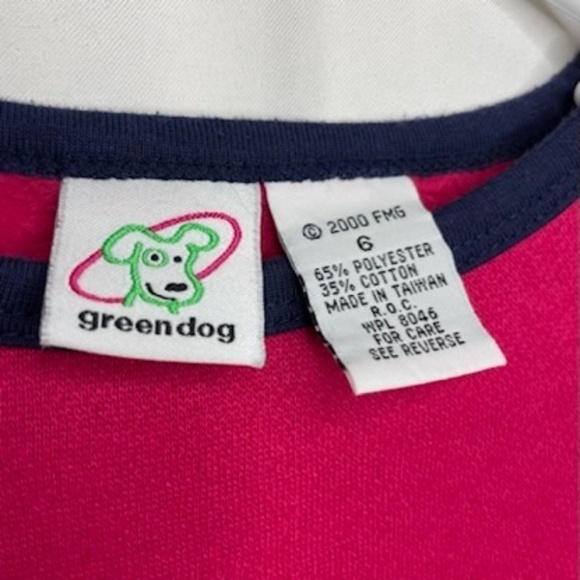 greendog
© 2000 FMG
6
65% POLYESTER
35% COTTON
MADE IN TAIWAN
R.O.C.
WPL 8046
FOR CARE
SEE REVERSE